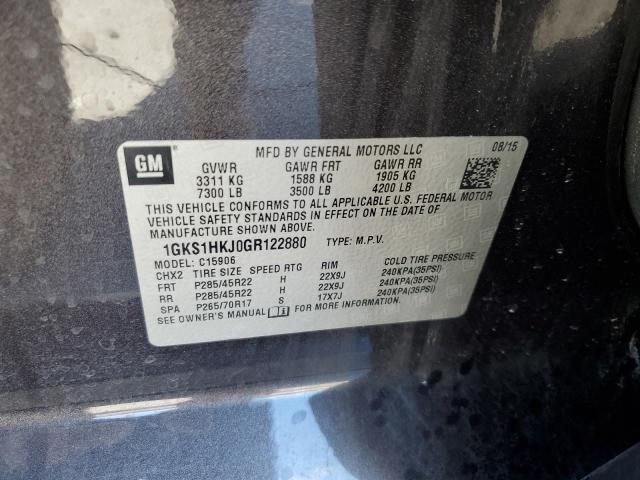 GM
MFD BY GENERAL MOTORS LLC 08/15
GVWR GAWR FRT GAWR RR
3311 KG 1588 KG 1905 KG
7300 LB 3500 LB 4200 LB
THIS VEHICLE CONFORMS TO ALL APPLICABLE U.S. FEDERAL MOTOR
VEHICLE SAFETY STANDARDS IN EFFECT ON THE DATE OF
MANUFACTURE SHOWN ABOVE.
1GKS1HKJ0GR122880 TYPE: M.P.V.
MODEL: C15906
CHX2 TIRE SIZE SPEED RTG RIM COLD TIRE PRESSURE
FRT P285/45R22 H 22X9J 240KPA(35PSI)
RR P285/45R22 H 22X9J 240KPA(35PSI)
SPA P265/70R17 S 17X7J 240KPA(35PSI)
SEE OWNER'S MANUAL FOR MORE INFORMATION.